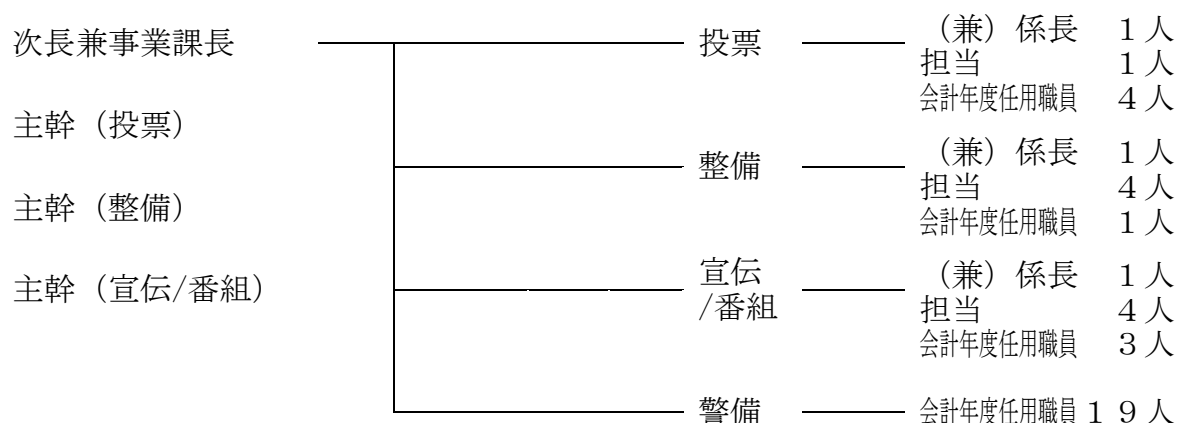 次長兼事業課長
主幹（投票）
主幹（整備）
主幹（宣伝/番組）
投票
（兼）係長　１人
担当　１人
会計年度任用職員　４人
整備
（兼）係長　１人
担当　４人
会計年度任用職員　１人
宣伝
/番組
（兼）係長　１人
担当　４人
会計年度任用職員　３人
警備
会計年度任用職員１９人